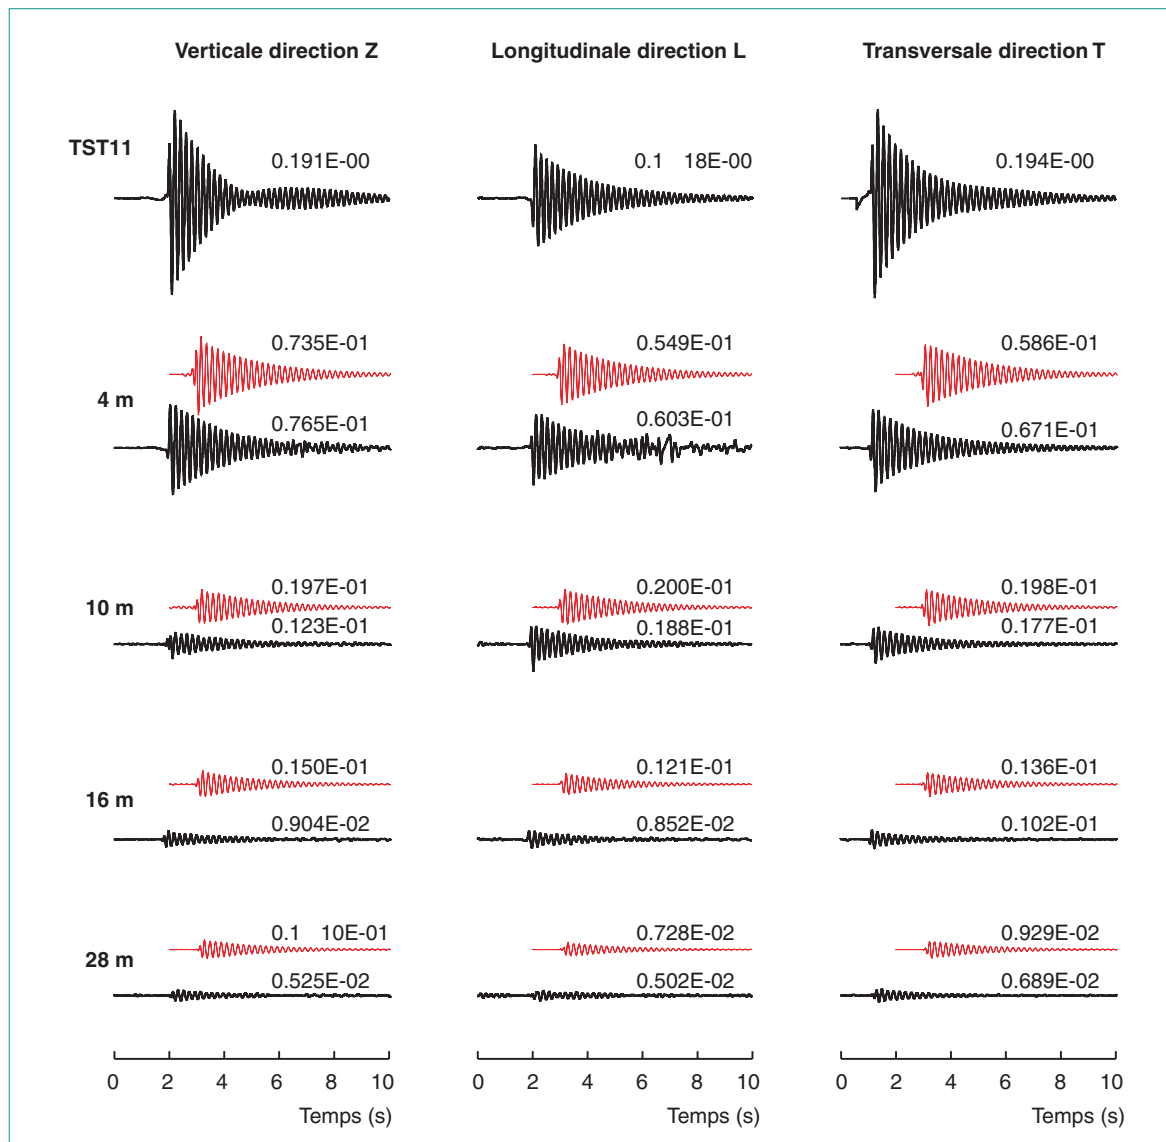 Verticale direction Z Longitudinale direction L Transversale direction T
TST11 0.191E-00 0.1 18E-00 0.194E-00
0.735E-01 0.549E-01 0.586E-01
4 m
0.765E-01 0.603E-01 0.671E-01
0.197E-01 0.200E-01 0.198E-01
10 m
0.123E-01 0.188E-01 0.177E-01
0.150E-01 0.121E-01 0.136E-01
16 m
0.904E-02 0.852E-02 0.102E-01
0.1 10E-01 0.728E-02 0.929E-02
28 m
0.525E-02 0.502E-02 0.689E-02
0 2 4 6 8 10 0 2 4 6 8 10 0 2 4 6 8 10
Temps (s) Temps (s) Temps (s)